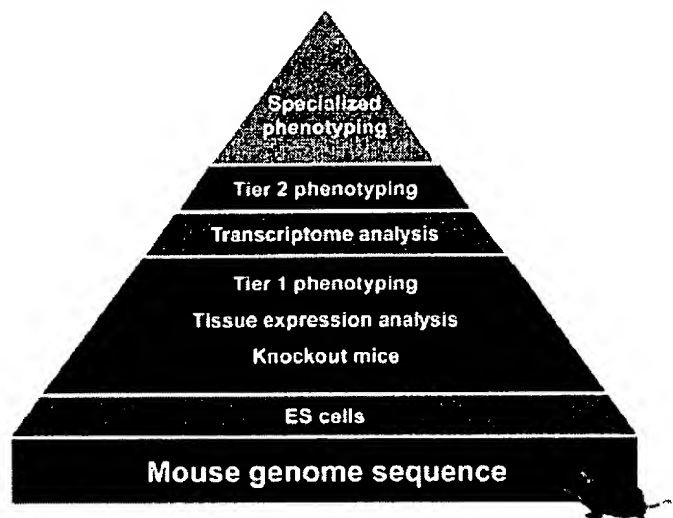 Specialized
phenotyping
Tier 2 phenotyping
Transcriptome analysis
Tier 1 phenotyping
Tissue expression analysis
Knockout mice
ES cells
Mouse genome sequence